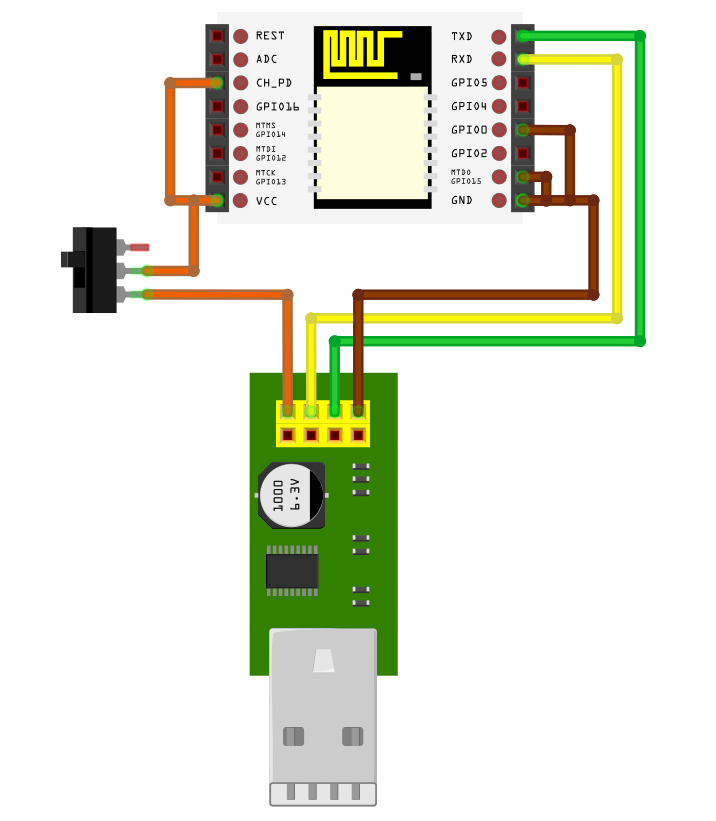 REST
ADC
CH_PD
GPIO16
MTMS
GPIO14
MTDI
GPIO12
MTCK
GPIO13
VCC
TXD
RXD
GPIO5
GPIO4
GPIO0
GPIO2
MTDO
GPIO15
GND
1000
6.3V